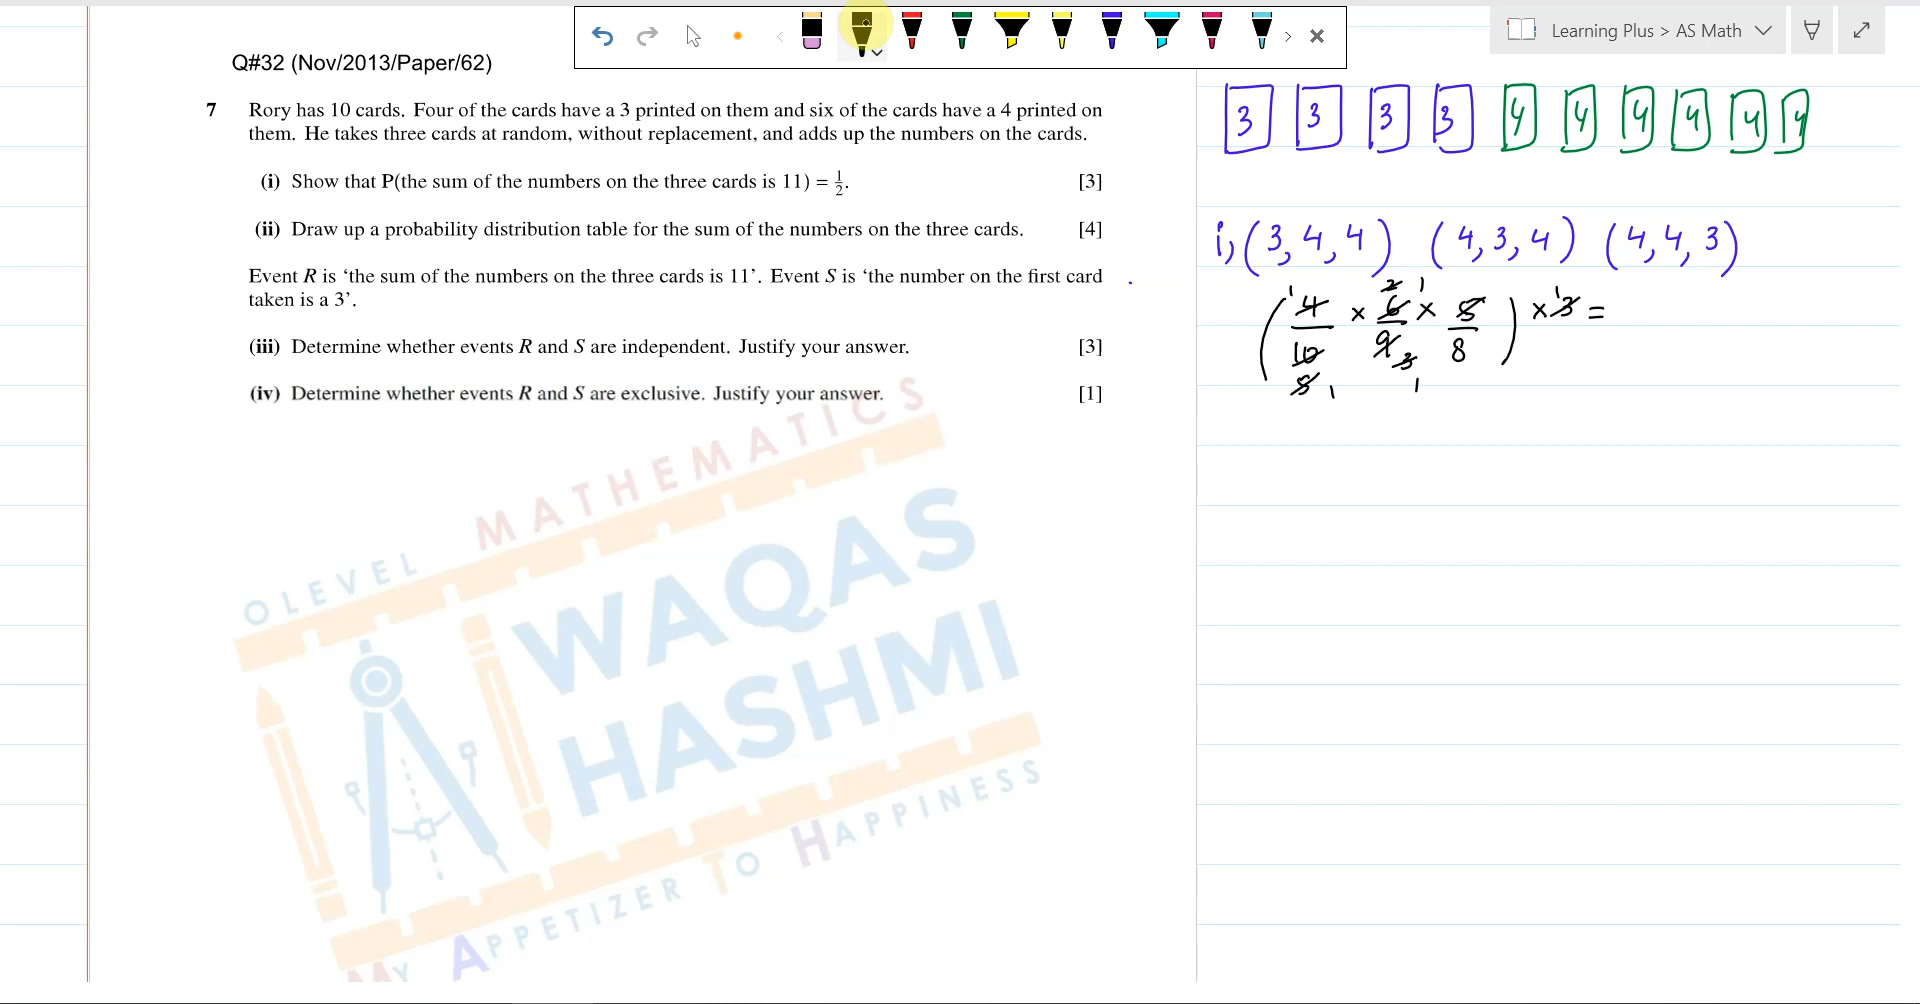 Learning Plus > AS Math
Q#32 (Nov/2013/Paper/62)
7 Rory has 10 cards. Four of the cards have a 3 printed on them and six of the cards have a 4 printed on
them. He takes three cards at random, without replacement, and adds up the numbers on the cards.
(i) Show that P(the sum of the numbers on the three cards is 11) = 1/2. [3]
(ii) Draw up a probability distribution table for the sum of the numbers on the three cards. [4]
Event R is ‘the sum of the numbers on the three cards is 11’. Event S is ‘the number on the first card
taken is a 3’.
(iii) Determine whether events R and S are independent. Justify your answer. [3]
(iv) Determine whether events R and S are exclusive. Justify your answer. [1]
3 3 3 3 4 4 4 4 4 4
i) (3, 4, 4) (4, 3, 4) (4, 4, 3)
1 2 1 1
(4/10 × 6/9 × 5/8) × 3 =
5 1 3 1
OLEVEL MATHEMATICS
WAQAS
HASHMI
MY APPETIZER TO HAPPINESS